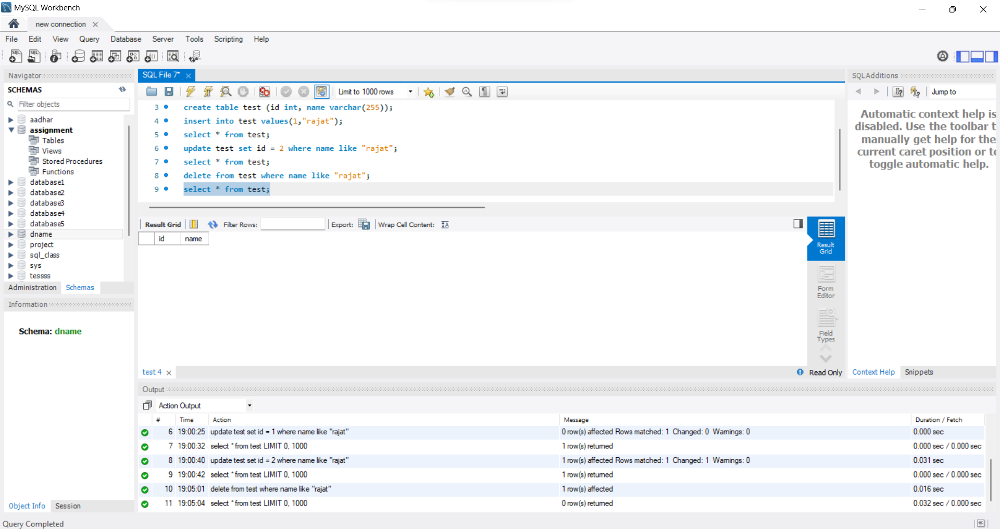 MySQL Workbench
new connection
File Edit View Query Database Server Tools Scripting Help
Navigator
SCHEMAS
Filter objects
aadhar
assignment
Tables
Views
Stored Procedures
Functions
database1
database2
database3
database4
database5
dname
project
sql_class
sys
tessss
Administration Schemas
Information
Schema: dname
Object Info Session
Query Completed
SQL File 7*
Limit to 1000 rows
3 create table test (id int, name varchar(255));
4 insert into test values(1,"rajat");
5 select * from test;
6 update test set id = 2 where name like "rajat";
7 select * from test;
8 delete from test where name like "rajat";
9 select * from test;
Result Grid Filter Rows: Export: Wrap Cell Content:
id name
Result
Grid
Form
Editor
Field
Types
test 4 Read Only
SQLAdditions
Jump to
Automatic context help is
disabled. Use the toolbar t
manually get help for the
current caret position or to
toggle automatic help.
Context Help Snippets
Output
Action Output
# Time Action Message Duration / Fetch
6 19:00:25 update test set id = 1 where name like "rajat" 0 row(s) affected Rows matched: 1 Changed: 0 Warnings: 0 0.000 sec
7 19:00:32 select * from test LIMIT 0, 1000 1 row(s) returned 0.000 sec / 0.000 sec
8 19:00:40 update test set id = 2 where name like "rajat" 1 row(s) affected Rows matched: 1 Changed: 1 Warnings: 0 0.031 sec
9 19:00:42 select * from test LIMIT 0, 1000 1 row(s) returned 0.000 sec / 0.000 sec
10 19:05:01 delete from test where name like "rajat" 1 row(s) affected 0.016 sec
11 19:05:04 select * from test LIMIT 0, 1000 0 row(s) returned 0.032 sec / 0.000 sec